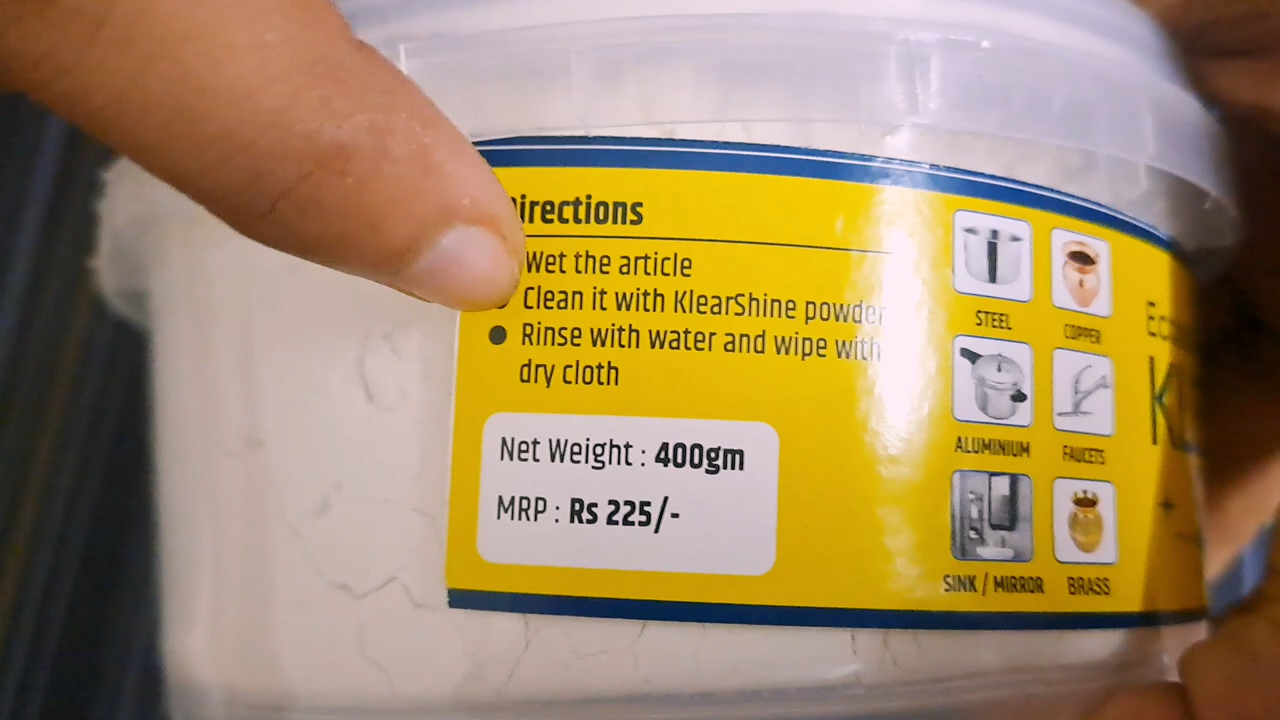 Directions
Wet the article
Clean it with KlearShine powder
● Rinse with water and wipe with
dry cloth
Net Weight : 400gm
MRP : Rs 225/-
STEEL
COPPER
ALUMINIUM
FAUCETS
SINK / MIRROR
BRASS